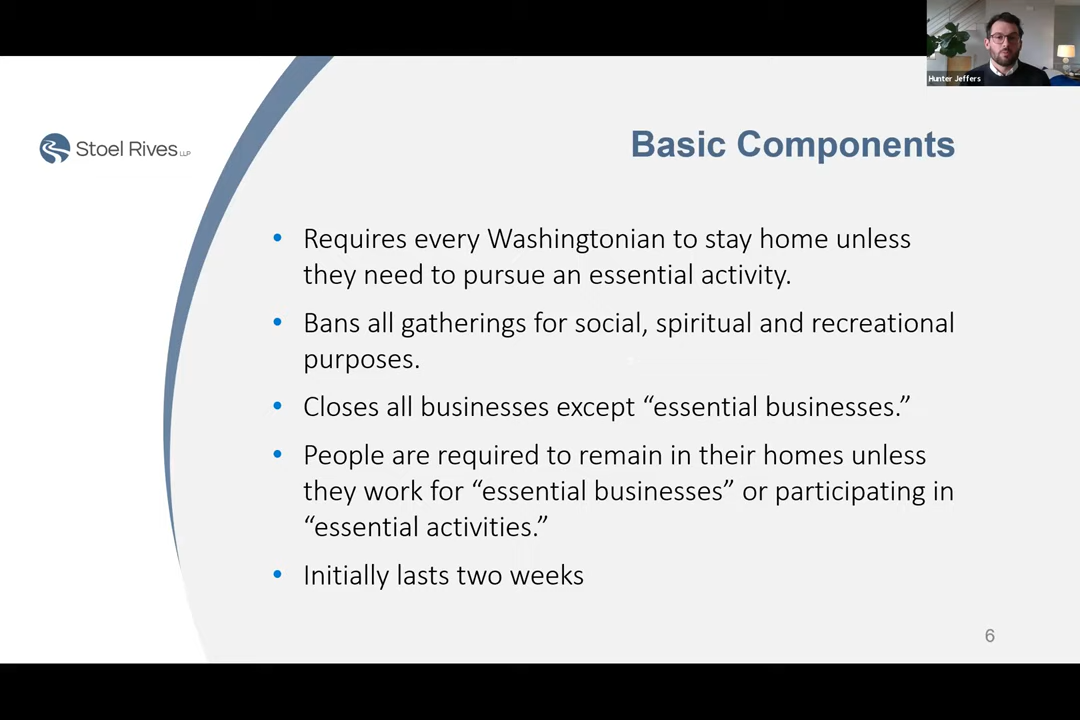 Hunter Jeffers
Stoel Rives LLP
Basic Components
• Requires every Washingtonian to stay home unless
they need to pursue an essential activity.
• Bans all gatherings for social, spiritual and recreational
purposes.
• Closes all businesses except “essential businesses.”
• People are required to remain in their homes unless
they work for “essential businesses” or participating in
“essential activities.”
• Initially lasts two weeks
6